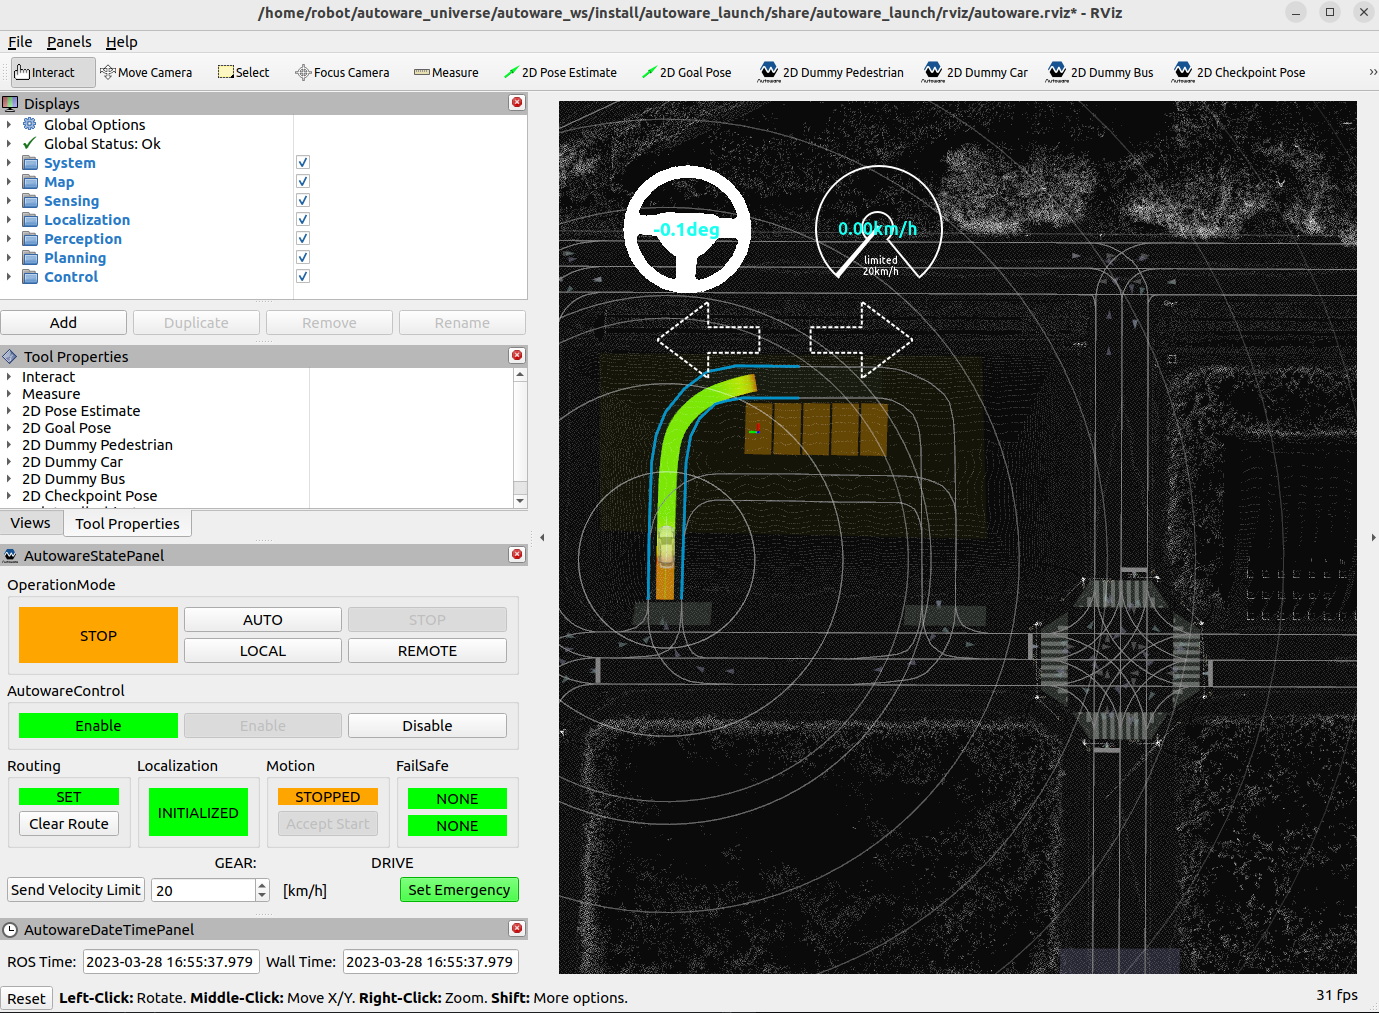 /home/robot/autoware_universe/autoware_ws/install/autoware_launch/share/autoware_launch/rviz/autoware.rviz* - RViz
File Panels Help
Interact Move Camera Select Focus Camera Measure 2D Pose Estimate 2D Goal Pose 2D Dummy Pedestrian 2D Dummy Car 2D Dummy Bus 2D Checkpoint Pose »
Displays
Global Options
Global Status: Ok
System
Map
Sensing
Localization
Perception
Planning
Control
Add Duplicate Remove Rename
Tool Properties
Interact
Measure
2D Pose Estimate
2D Goal Pose
2D Dummy Pedestrian
2D Dummy Car
2D Dummy Bus
2D Checkpoint Pose
Views Tool Properties
AutowareStatePanel
OperationMode
STOP AUTO STOP
LOCAL REMOTE
AutowareControl
Enable Enable Disable
Routing Localization Motion FailSafe
SET INITIALIZED STOPPED NONE
Clear Route Accept Start NONE
GEAR: DRIVE
Send Velocity Limit 20 [km/h] Set Emergency
AutowareDateTimePanel
ROS Time: 2023-03-28 16:55:37.979 Wall Time: 2023-03-28 16:55:37.979
Reset Left-Click: Rotate. Middle-Click: Move X/Y. Right-Click: Zoom. Shift: More options.
31 fps
-0.1deg
0.00km/h
limited
20km/h